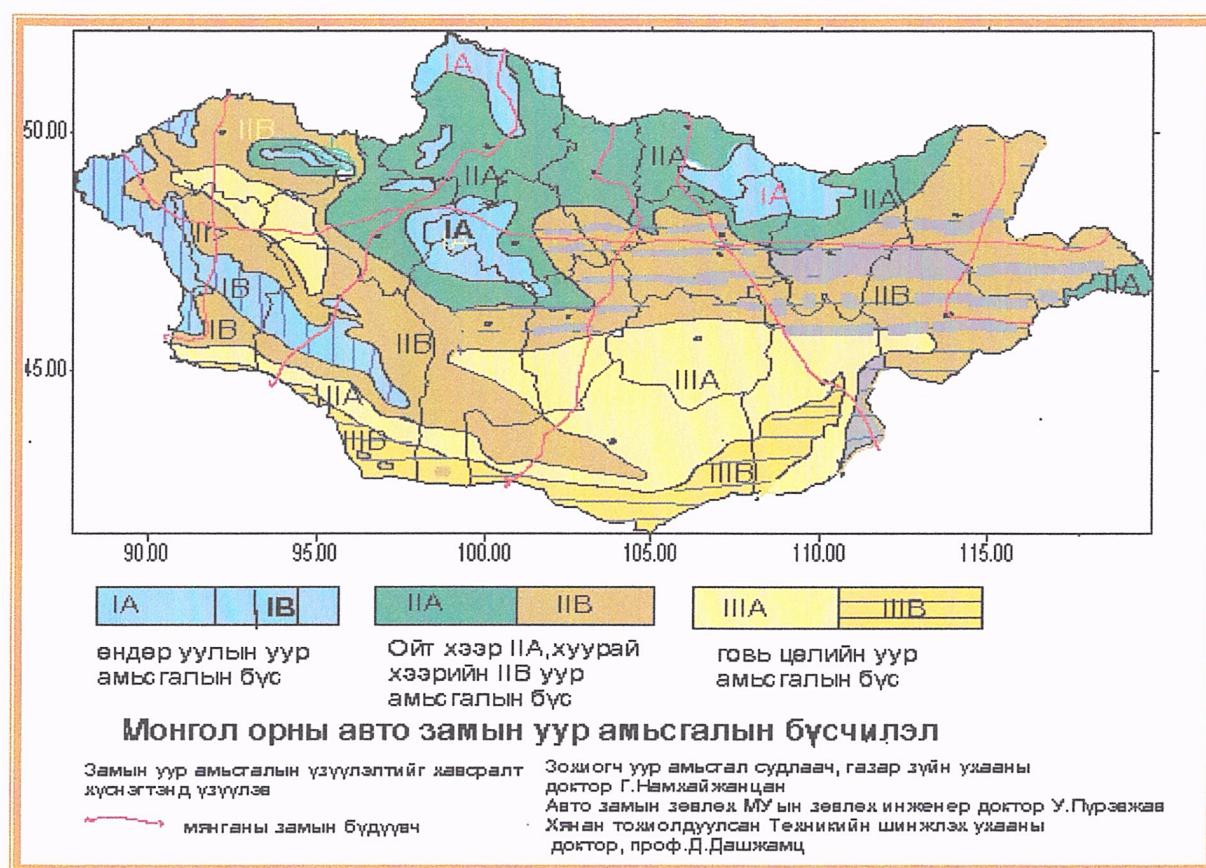 IA
50.00
IIB
IIA
IIA
IA
IIA
IA
IIA
IB
IIB
IB
IIB
45.00
IIIA
IIIB
IIIB
90.00 95.00 100.00 105.00 110.00 115.00
IA IB IIA IIB IIIA IIIB
өндөр уулын уур
амьсгалын бүс
Ойт хээр IIA,хуурай
хээрийн IIB уур
амьсгалын бүс
говь цөлийн уур
амьсгалын бүс
Монгол орны авто замын уур амьсгалын бүсчилэл
Замын уур амьсгалын үзүүлэлтийг хавсралт
хүснэгтэнд үзүүлэв
мянганы замын бүдүүвч
Зохиогч уур амьсгал судлаач, газар зүйн ухааны
доктор Г.Намхайжанцан
Авто замын зөвлөх МУ ын зөвлөх инженер доктор У.Пүрэвжав
Хянан тохиолдуулсан Техникийн шинжлэх ухааны
доктор, проф.Д.Дашжамц